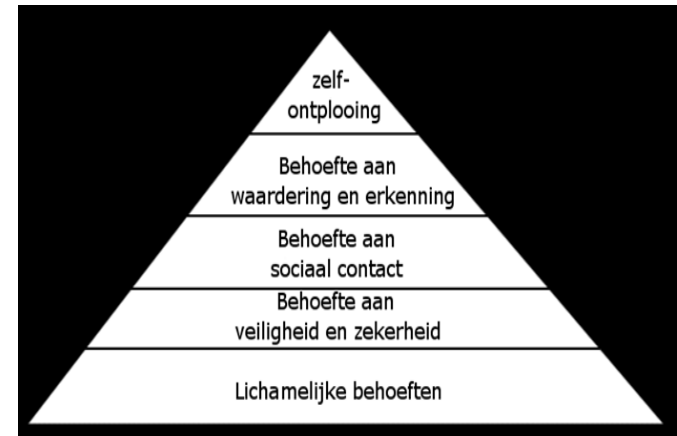 zelf-
ontplooing
Behoefte aan
waardering en erkenning
Behoefte aan
sociaal contact
Behoefte aan
veiligheid en zekerheid
Lichamelijke behoeften